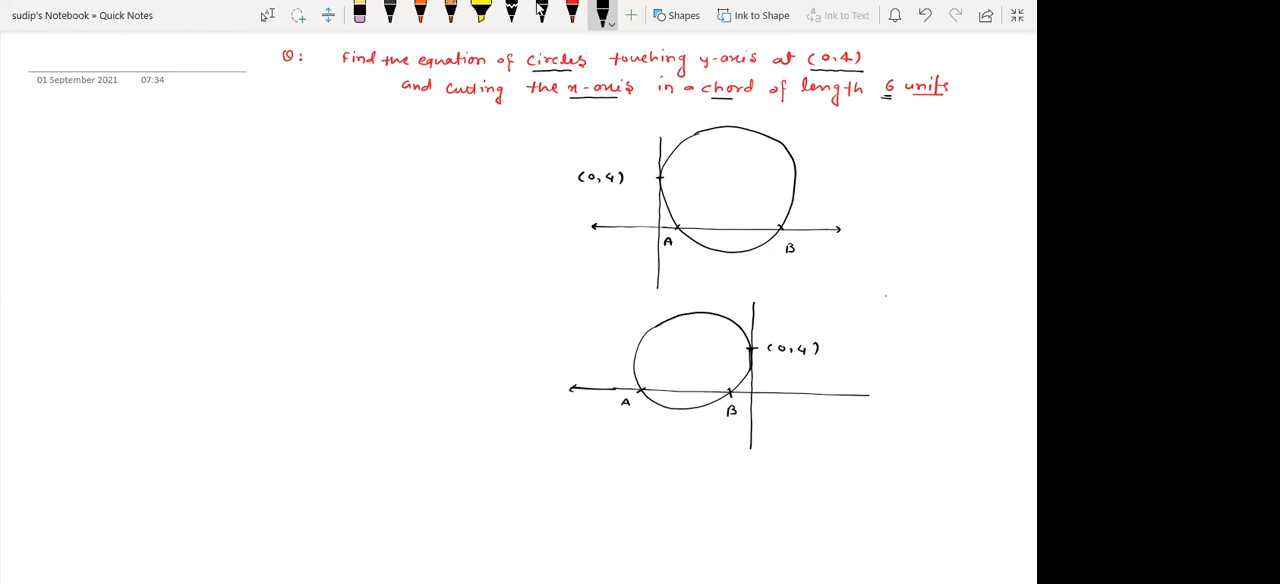 sudip's Notebook » Quick Notes
Shapes
Ink to Shape
Ink to Text
Q: Find the equation of circles touching y-axis at (0,4)
and cutting the x-axis in a chord of length 6 units
01 September 2021 07:34
(0,4)
A
B
(0,4)
A
B